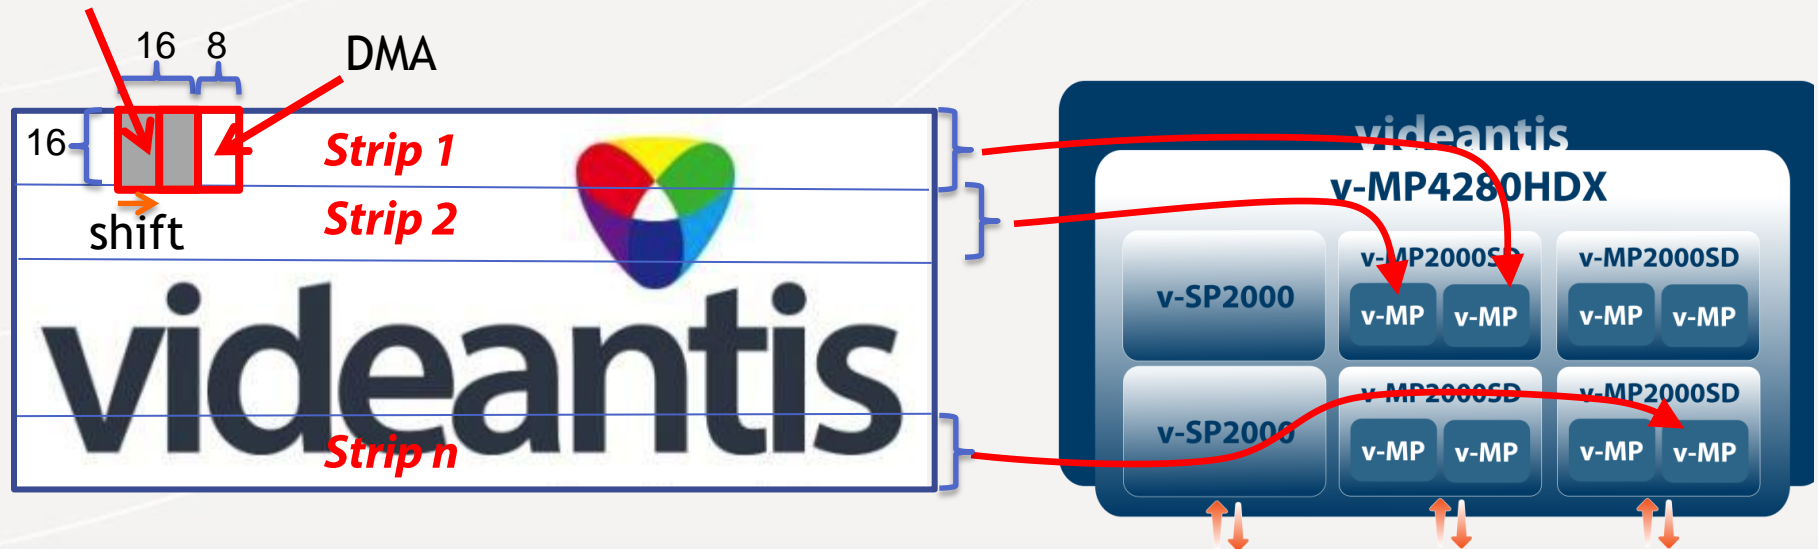 16 8
DMA
16
Strip 1
Strip 2
shift
videantis
Strip n
videantis
v-MP4280HDX
v-SP2000
v-MP2000SD
v-MP v-MP
v-MP2000SD
v-MP v-MP
v-SP2000
v-MP2000SD
v-MP v-MP
v-MP2000SD
v-MP v-MP